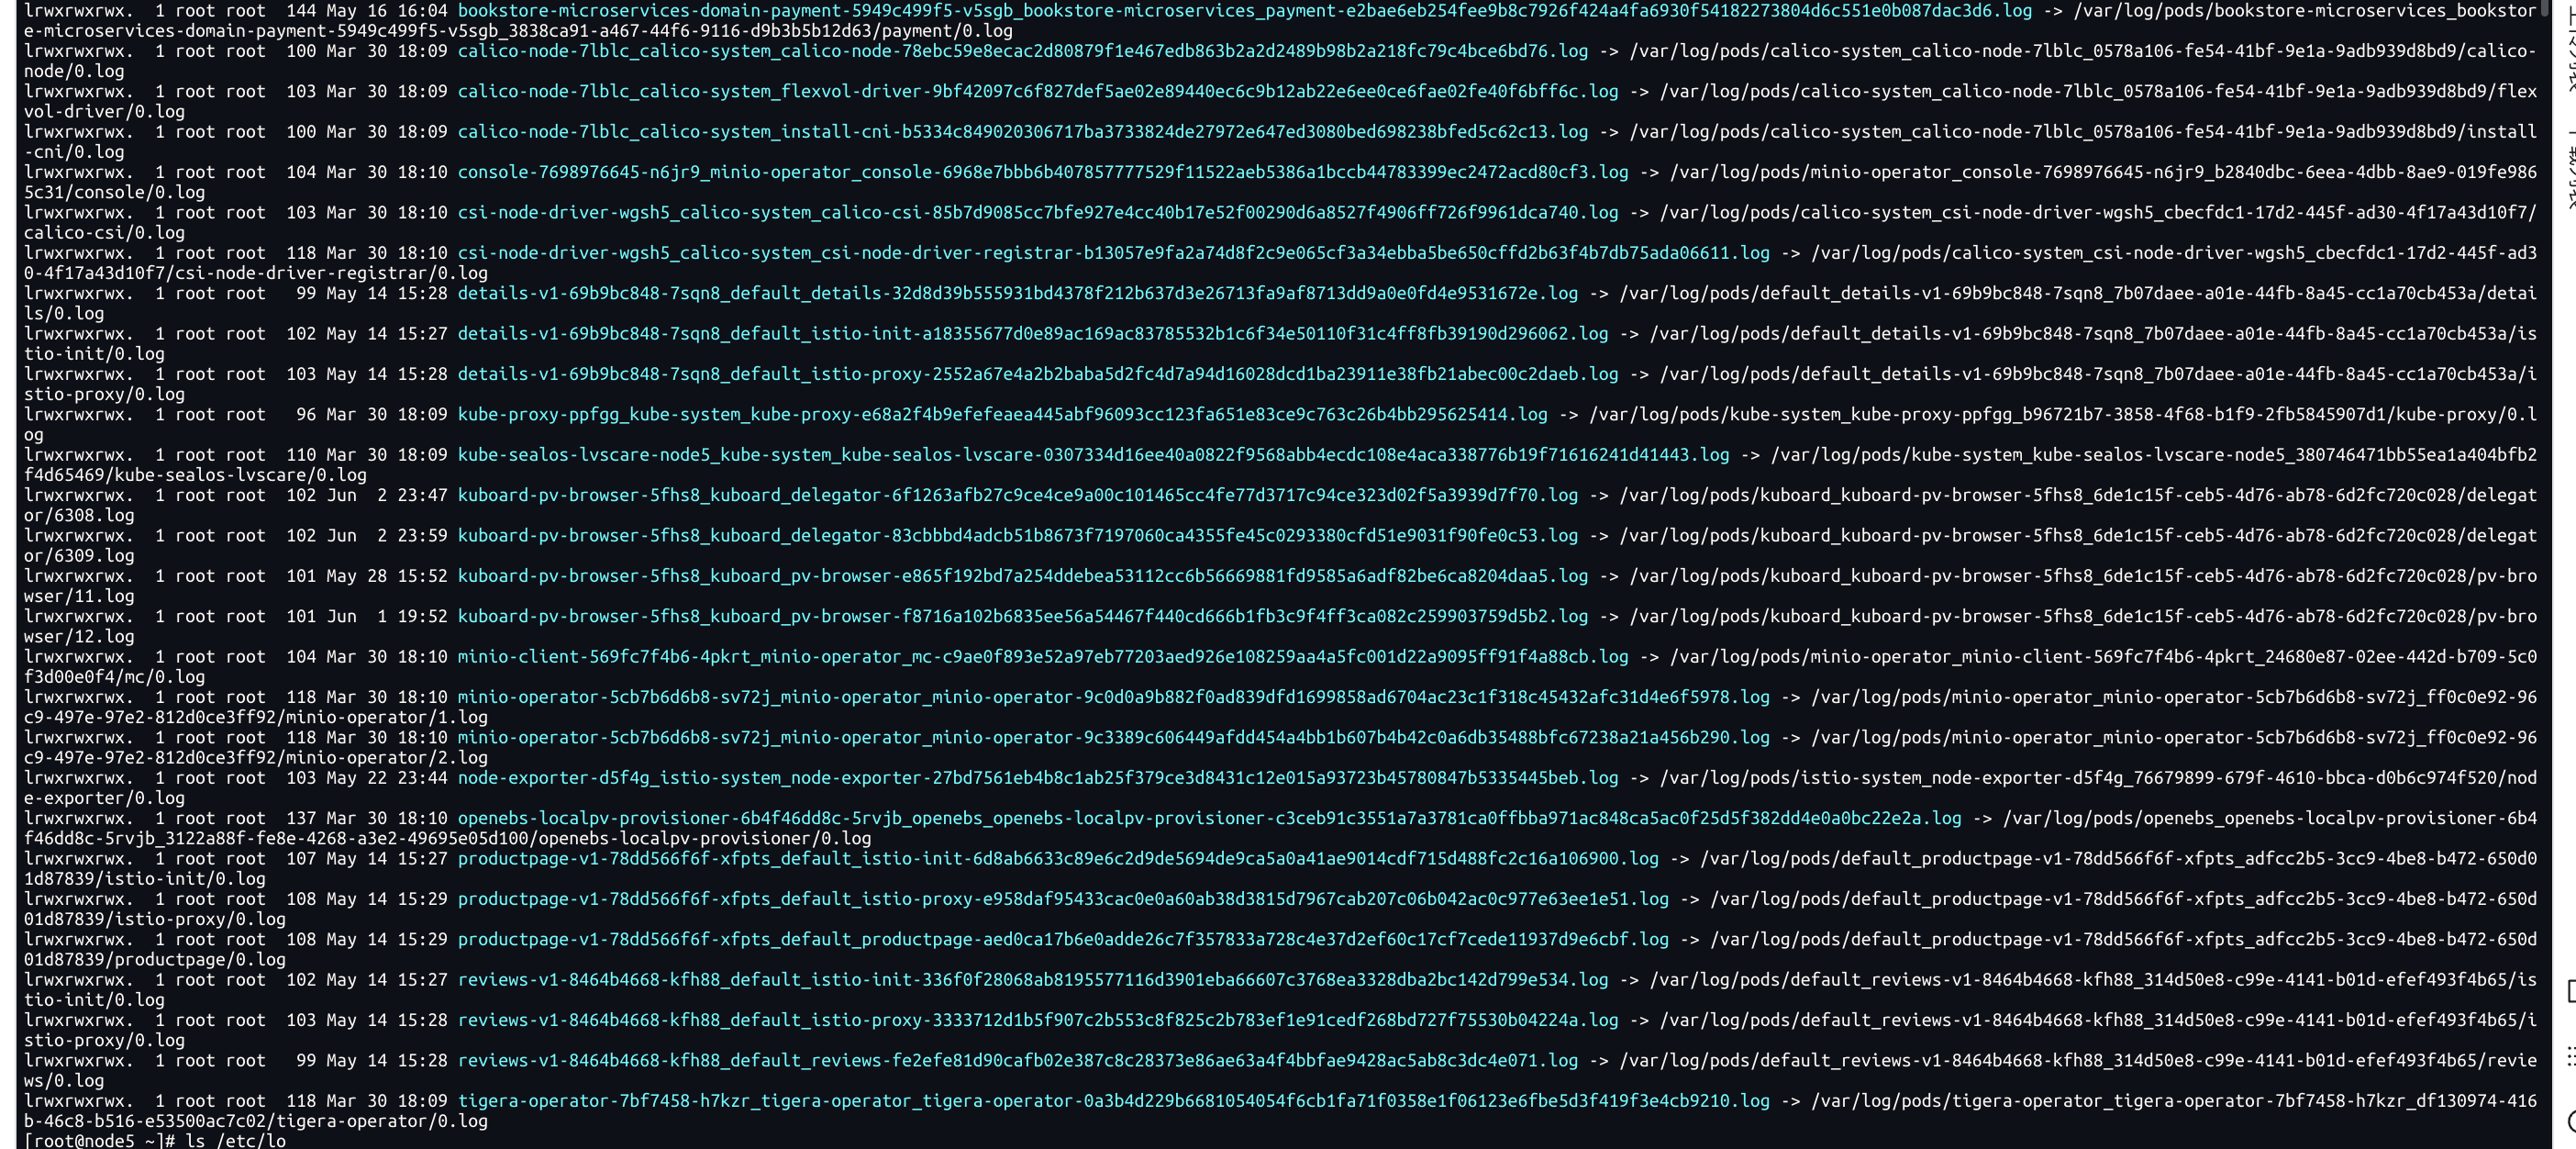 lrwxrwxrwx.  1 root root  144 May 16 16:04 bookstore-microservices-domain-payment-5949c499f5-v5sgb_bookstore-microservices_payment-e2bae6eb254fee9b8c7926f424a4fa6930f54182273804d6c551e0b087dac3d6.log -> /var/log/pods/bookstore-microservices_bookstor
e-microservices-domain-payment-5949c499f5-v5sgb_3838ca91-a467-44f6-9116-d9b3b5b12d63/payment/0.log
lrwxrwxrwx.  1 root root  100 Mar 30 18:09 calico-node-7lblc_calico-system_calico-node-78ebc59e8ecac2d80879f1e467edb863b2a2d2489b98b2a218fc79c4bce6bd76.log -> /var/log/pods/calico-system_calico-node-7lblc_0578a106-fe54-41bf-9e1a-9adb939d8bd9/calico-
node/0.log
lrwxrwxrwx.  1 root root  103 Mar 30 18:09 calico-node-7lblc_calico-system_flexvol-driver-9bf42097c6f827def5ae02e89440ec6c9b12ab22e6ee0ce6fae02fe40f6bff6c.log -> /var/log/pods/calico-system_calico-node-7lblc_0578a106-fe54-41bf-9e1a-9adb939d8bd9/flex
vol-driver/0.log
lrwxrwxrwx.  1 root root  100 Mar 30 18:09 calico-node-7lblc_calico-system_install-cni-b5334c849020306717ba3733824de27972e647ed3080bed698238bfed5c62c13.log -> /var/log/pods/calico-system_calico-node-7lblc_0578a106-fe54-41bf-9e1a-9adb939d8bd9/install
-cni/0.log
lrwxrwxrwx.  1 root root  104 Mar 30 18:10 console-7698976645-n6jr9_minio-operator_console-6968e7bbb6b407857777529f11522aeb5386a1bccb44783399ec2472acd80cf3.log -> /var/log/pods/minio-operator_console-7698976645-n6jr9_b2840dbc-6eea-4dbb-8ae9-019fe986
5c31/console/0.log
lrwxrwxrwx.  1 root root  103 Mar 30 18:10 csi-node-driver-wgsh5_calico-system_calico-csi-85b7d9085cc7bfe927e4cc40b17e52f00290d6a8527f4906ff726f9961dca740.log -> /var/log/pods/calico-system_csi-node-driver-wgsh5_cbecfdc1-17d2-445f-ad30-4f17a43d10f7/
calico-csi/0.log
lrwxrwxrwx.  1 root root  118 Mar 30 18:10 csi-node-driver-wgsh5_calico-system_csi-node-driver-registrar-b13057e9fa2a74d8f2c9e065cf3a34ebba5be650cffd2b63f4b7db75ada06611.log -> /var/log/pods/calico-system_csi-node-driver-wgsh5_cbecfdc1-17d2-445f-ad3
0-4f17a43d10f7/csi-node-driver-registrar/0.log
lrwxrwxrwx.  1 root root   99 May 14 15:28 details-v1-69b9bc848-7sqn8_default_details-32d8d39b555931bd4378f212b637d3e26713fa9af8713dd9a0e0fd4e9531672e.log -> /var/log/pods/default_details-v1-69b9bc848-7sqn8_7b07daee-a01e-44fb-8a45-cc1a70cb453a/detai
ls/0.log
lrwxrwxrwx.  1 root root  102 May 14 15:27 details-v1-69b9bc848-7sqn8_default_istio-init-a18355677d0e89ac169ac83785532b1c6f34e50110f31c4ff8fb39190d296062.log -> /var/log/pods/default_details-v1-69b9bc848-7sqn8_7b07daee-a01e-44fb-8a45-cc1a70cb453a/is
tio-init/0.log
lrwxrwxrwx.  1 root root  103 May 14 15:28 details-v1-69b9bc848-7sqn8_default_istio-proxy-2552a67e4a2b2baba5d2fc4d7a94d16028dcd1ba23911e38fb21abec00c2daeb.log -> /var/log/pods/default_details-v1-69b9bc848-7sqn8_7b07daee-a01e-44fb-8a45-cc1a70cb453a/i
stio-proxy/0.log
lrwxrwxrwx.  1 root root   96 Mar 30 18:09 kube-proxy-ppfgg_kube-system_kube-proxy-e68a2f4b9efefeaea445abf96093cc123fa651e83ce9c763c26b4bb295625414.log -> /var/log/pods/kube-system_kube-proxy-ppfgg_b96721b7-3858-4f68-b1f9-2fb5845907d1/kube-proxy/0.l
og
lrwxrwxrwx.  1 root root  110 Mar 30 18:09 kube-sealos-lvscare-node5_kube-system_kube-sealos-lvscare-0307334d16ee40a0822f9568abb4ecdc108e4aca338776b19f71616241d41443.log -> /var/log/pods/kube-system_kube-sealos-lvscare-node5_380746471bb55ea1a404bfb2
f4d65469/kube-sealos-lvscare/0.log
lrwxrwxrwx.  1 root root  102 Jun  2 23:47 kuboard-pv-browser-5fhs8_kuboard_delegator-6f1263afb27c9ce4ce9a00c101465cc4fe77d3717c94ce323d02f5a3939d7f70.log -> /var/log/pods/kuboard_kuboard-pv-browser-5fhs8_6de1c15f-ceb5-4d76-ab78-6d2fc720c028/delegat
or/6308.log
lrwxrwxrwx.  1 root root  102 Jun  2 23:59 kuboard-pv-browser-5fhs8_kuboard_delegator-83cbbbd4adcb51b8673f7197060ca4355fe45c0293380cfd51e9031f90fe0c53.log -> /var/log/pods/kuboard_kuboard-pv-browser-5fhs8_6de1c15f-ceb5-4d76-ab78-6d2fc720c028/delegat
or/6309.log
lrwxrwxrwx.  1 root root  101 May 28 15:52 kuboard-pv-browser-5fhs8_kuboard_pv-browser-e865f192bd7a254ddebea53112cc6b56669881fd9585a6adf82be6ca8204daa5.log -> /var/log/pods/kuboard_kuboard-pv-browser-5fhs8_6de1c15f-ceb5-4d76-ab78-6d2fc720c028/pv-bro
wser/11.log
lrwxrwxrwx.  1 root root  101 Jun  1 19:52 kuboard-pv-browser-5fhs8_kuboard_pv-browser-f8716a102b6835ee56a54467f440cd666b1fb3c9f4ff3ca082c259903759d5b2.log -> /var/log/pods/kuboard_kuboard-pv-browser-5fhs8_6de1c15f-ceb5-4d76-ab78-6d2fc720c028/pv-bro
wser/12.log
lrwxrwxrwx.  1 root root  104 Mar 30 18:10 minio-client-569fc7f4b6-4pkrt_minio-operator_mc-c9ae0f893e52a97eb77203aed926e108259aa4a5fc001d22a9095ff91f4a88cb.log -> /var/log/pods/minio-operator_minio-client-569fc7f4b6-4pkrt_24680e87-02ee-442d-b709-5c0
f3d00e0f4/mc/0.log
lrwxrwxrwx.  1 root root  118 Mar 30 18:10 minio-operator-5cb7b6d6b8-sv72j_minio-operator_minio-operator-9c0d0a9b882f0ad839dfd1699858ad6704ac23c1f318c45432afc31d4e6f5978.log -> /var/log/pods/minio-operator_minio-operator-5cb7b6d6b8-sv72j_ff0c0e92-96
c9-497e-97e2-812d0ce3ff92/minio-operator/1.log
lrwxrwxrwx.  1 root root  118 Mar 30 18:10 minio-operator-5cb7b6d6b8-sv72j_minio-operator_minio-operator-9c3389c606449afdd454a4bb1b607b4b42c0a6db35488bfc67238a21a456b290.log -> /var/log/pods/minio-operator_minio-operator-5cb7b6d6b8-sv72j_ff0c0e92-96
c9-497e-97e2-812d0ce3ff92/minio-operator/2.log
lrwxrwxrwx.  1 root root  103 May 22 23:44 node-exporter-d5f4g_istio-system_node-exporter-27bd7561eb4b8c1ab25f379ce3d8431c12e015a93723b45780847b5335445beb.log -> /var/log/pods/istio-system_node-exporter-d5f4g_76679899-679f-4610-bbca-d0b6c974f520/nod
e-exporter/0.log
lrwxrwxrwx.  1 root root  137 Mar 30 18:10 openebs-localpv-provisioner-6b4f46dd8c-5rvjb_openebs_openebs-localpv-provisioner-c3ceb91c3551a7a3781ca0ffbba971ac848ca5ac0f25d5f382dd4e0a0bc22e2a.log -> /var/log/pods/openebs_openebs-localpv-provisioner-6b4
f46dd8c-5rvjb_3122a88f-fe8e-4268-a3e2-49695e05d100/openebs-localpv-provisioner/0.log
lrwxrwxrwx.  1 root root  107 May 14 15:27 productpage-v1-78dd566f6f-xfpts_default_istio-init-6d8ab6633c89e6c2d9de5694de9ca5a0a41ae9014cdf715d488fc2c16a106900.log -> /var/log/pods/default_productpage-v1-78dd566f6f-xfpts_adfcc2b5-3cc9-4be8-b472-650d0
1d87839/istio-init/0.log
lrwxrwxrwx.  1 root root  108 May 14 15:29 productpage-v1-78dd566f6f-xfpts_default_istio-proxy-e958daf95433cac0e0a60ab38d3815d7967cab207c06b042ac0c977e63ee1e51.log -> /var/log/pods/default_productpage-v1-78dd566f6f-xfpts_adfcc2b5-3cc9-4be8-b472-650d
01d87839/istio-proxy/0.log
lrwxrwxrwx.  1 root root  108 May 14 15:29 productpage-v1-78dd566f6f-xfpts_default_productpage-aed0ca17b6e0adde26c7f357833a728c4e37d2ef60c17cf7cede11937d9e6cbf.log -> /var/log/pods/default_productpage-v1-78dd566f6f-xfpts_adfcc2b5-3cc9-4be8-b472-650d
01d87839/productpage/0.log
lrwxrwxrwx.  1 root root  102 May 14 15:27 reviews-v1-8464b4668-kfh88_default_istio-init-336f0f28068ab8195577116d3901eba66607c3768ea3328dba2bc142d799e534.log -> /var/log/pods/default_reviews-v1-8464b4668-kfh88_314d50e8-c99e-4141-b01d-efef493f4b65/is
tio-init/0.log
lrwxrwxrwx.  1 root root  103 May 14 15:28 reviews-v1-8464b4668-kfh88_default_istio-proxy-3333712d1b5f907c2b553c8f825c2b783ef1e91cedf268bd727f75530b04224a.log -> /var/log/pods/default_reviews-v1-8464b4668-kfh88_314d50e8-c99e-4141-b01d-efef493f4b65/i
stio-proxy/0.log
lrwxrwxrwx.  1 root root   99 May 14 15:28 reviews-v1-8464b4668-kfh88_default_reviews-fe2efe81d90cafb02e387c8c28373e86ae63a4f4bbfae9428ac5ab8c3dc4e071.log -> /var/log/pods/default_reviews-v1-8464b4668-kfh88_314d50e8-c99e-4141-b01d-efef493f4b65/revie
ws/0.log
lrwxrwxrwx.  1 root root  118 Mar 30 18:09 tigera-operator-7bf7458-h7kzr_tigera-operator_tigera-operator-0a3b4d229b6681054054f6cb1fa71f0358e1f06123e6fbe5d3f419f3e4cb9210.log -> /var/log/pods/tigera-operator_tigera-operator-7bf7458-h7kzr_df130974-416
b-46c8-b516-e53500ac7c02/tigera-operator/0.log
[root@node5 ~]# ls /etc/lo